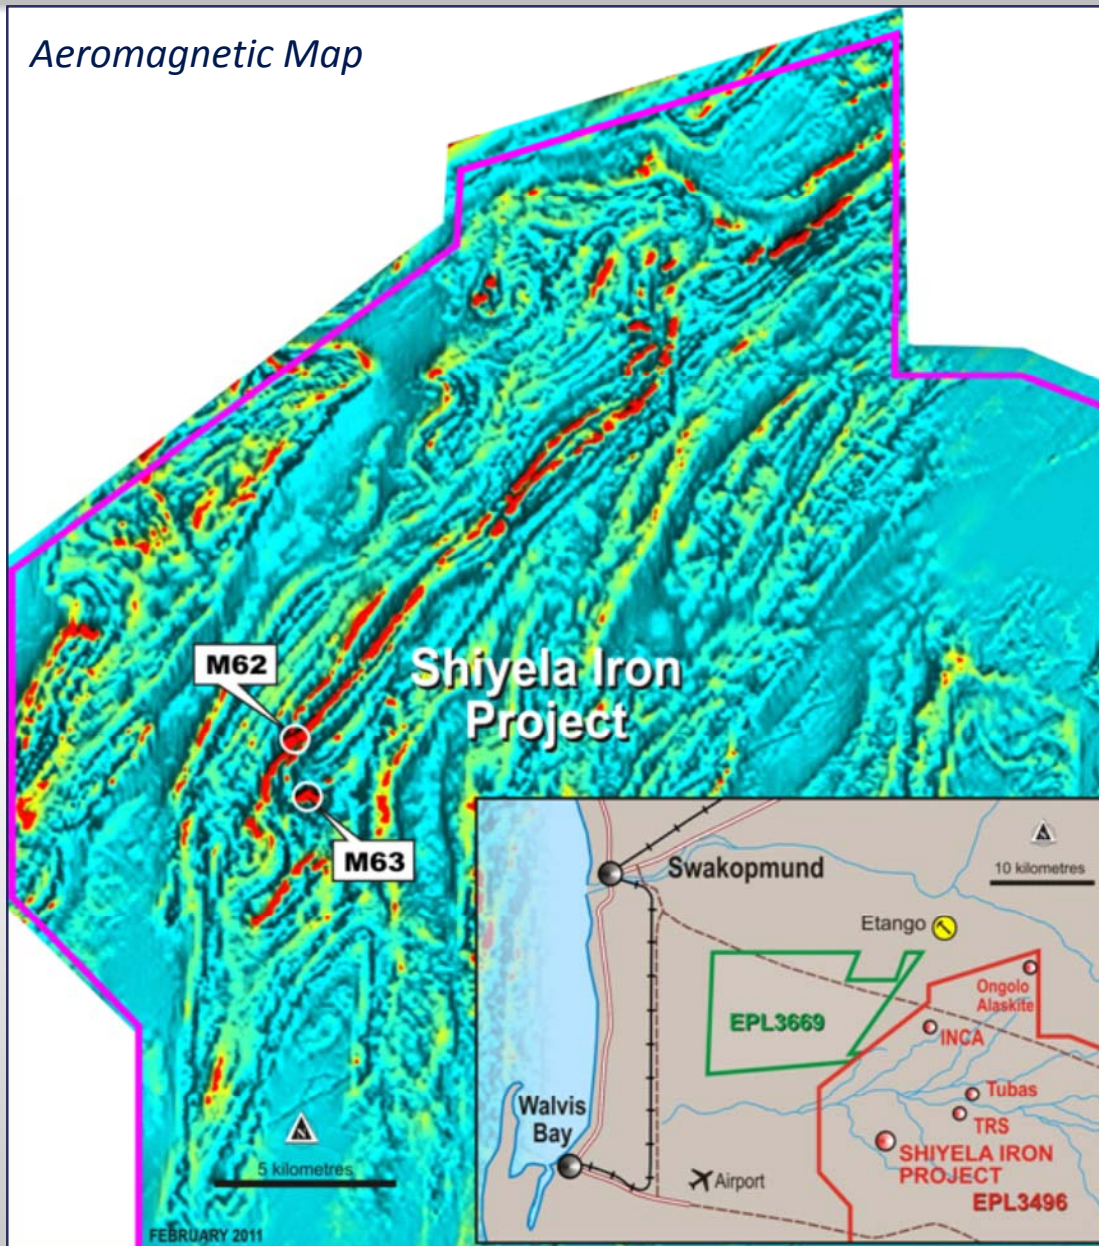 Aeromagnetic Map
M62
Shiyela Iron
Project
M63
N
5 kilometres
FEBRUARY 2011
Swakopmund
N
10 kilometres
Etango
Ongolo
Alaskite
EPL3669
INCA
Tubas
TRS
Walvis
Bay
SHIYELA IRON
PROJECT
Airport
EPL3496